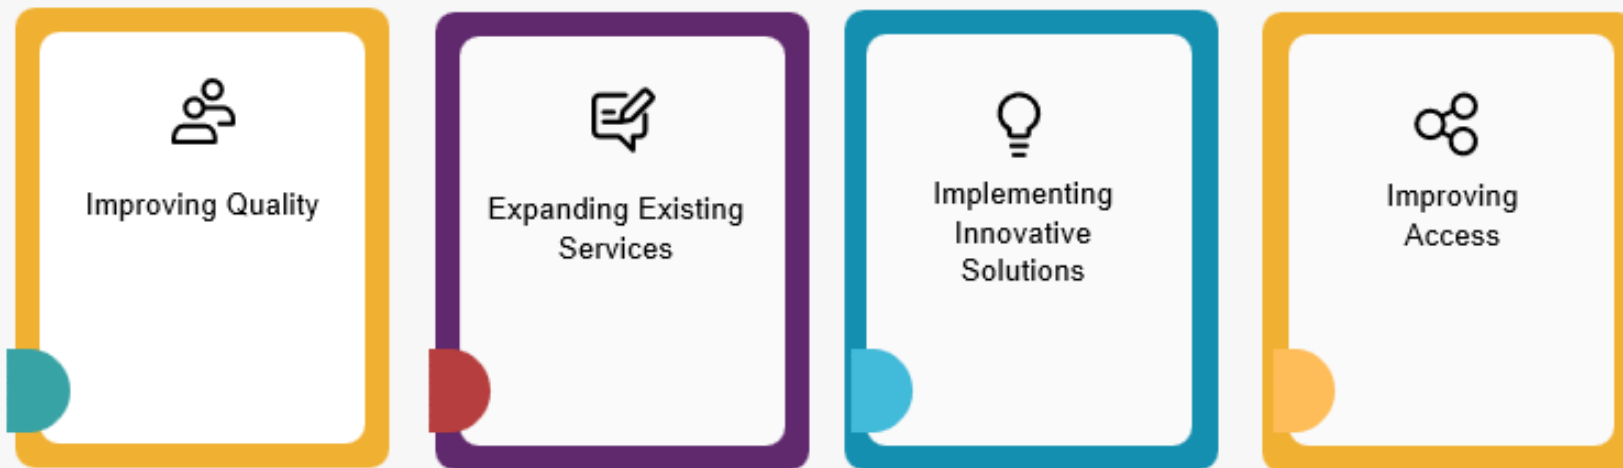 Improving Quality
Expanding Existing
Services
Implementing
Innovative
Solutions
Improving
Access